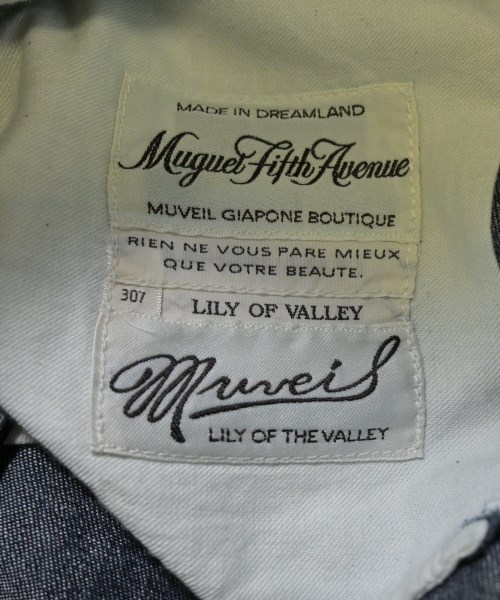 MADE IN DREAMLAND
Muguet Fifth Avenue
MUVEIL GIAPONE BOUTIQUE
RIEN NE VOUS PARE MIEUX
QUE VOTRE BEAUTE.
307 LILY OF VALLEY
Muveil
LILY OF THE VALLEY